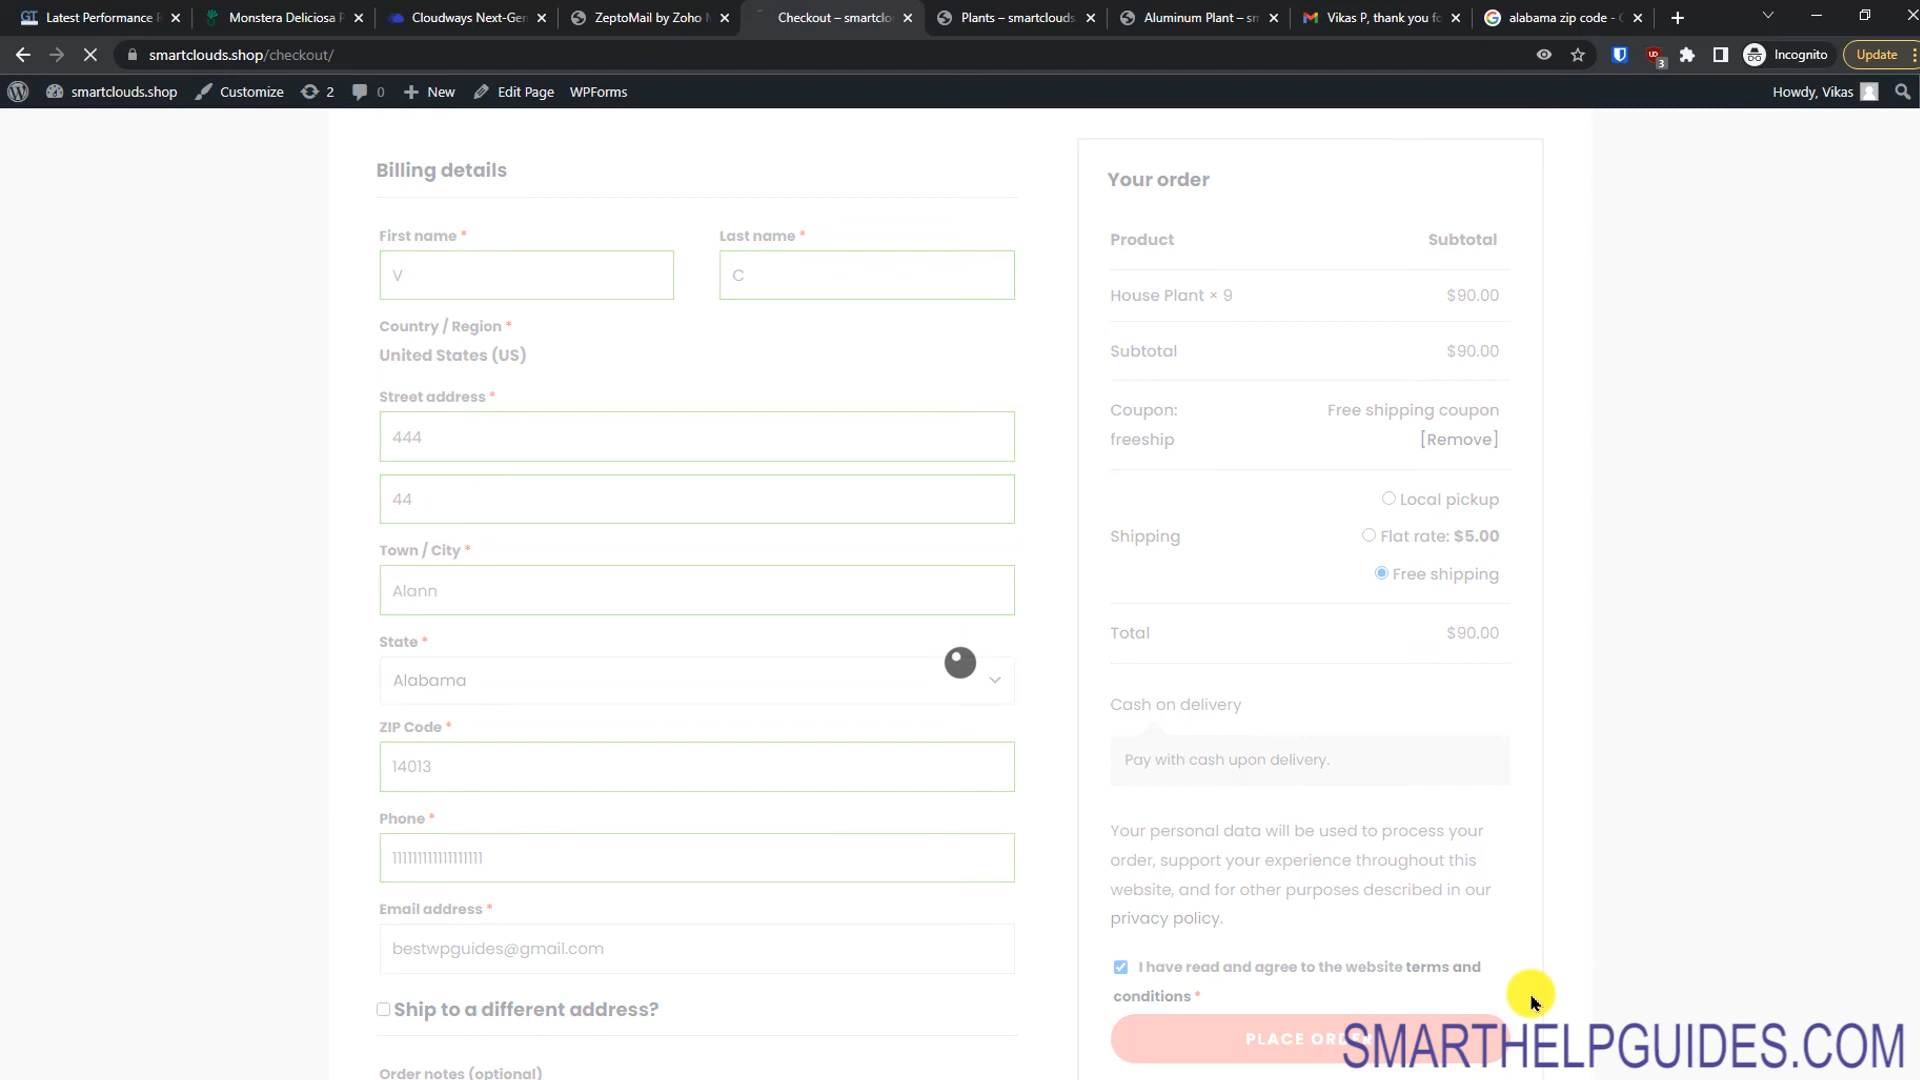 Latest Performance
Monstera Deliciosa
Cloudways Next-Gen
ZeptoMail by Zoho
Checkout – smartclou
Plants – smartclouds
Aluminum Plant – sm
Vikas P, thank you fo
alabama zip code -
smartclouds.shop/checkout/
3
Incognito
Update
smartclouds.shop
Customize
2
0
New
Edit Page
WPForms
Howdy, Vikas
Billing details
First name *
Last name *
V
C
Country / Region *
United States (US)
Street address *
444
44
Town / City *
Alann
State *
Alabama
ZIP Code *
14013
Phone *
Email address *
bestwpguides@gmail.com
Ship to a different address?
Order notes (optional)
Your order
Product Subtotal
House Plant × 9 $90.00
Subtotal $90.00
Coupon: Free shipping coupon
freeship [Remove]
Local pickup
Shipping Flat rate: $5.00
Free shipping
Total $90.00
Cash on delivery
Pay with cash upon delivery.
Your personal data will be used to process your
order, support your experience throughout this
website, and for other purposes described in our
privacy policy.
I have read and agree to the website terms and
conditions *
PLACE ORDER
SMARTHELPGUIDES.COM